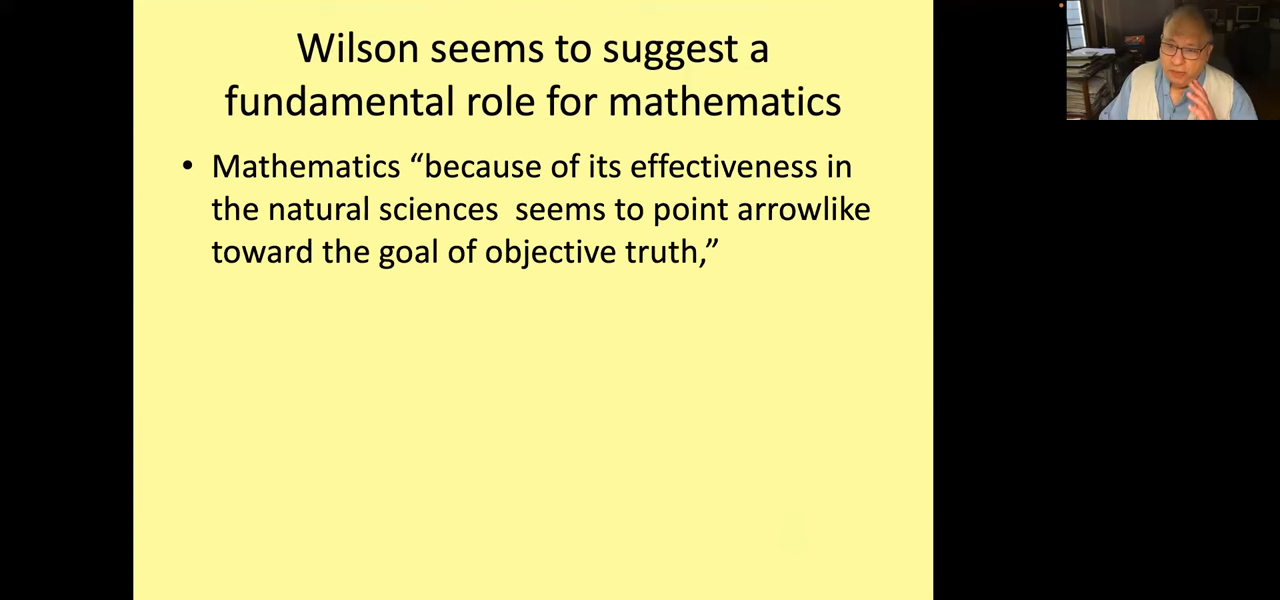 Wilson seems to suggest a
fundamental role for mathematics
• Mathematics “because of its effectiveness in
the natural sciences  seems to point arrowlike
toward the goal of objective truth,”